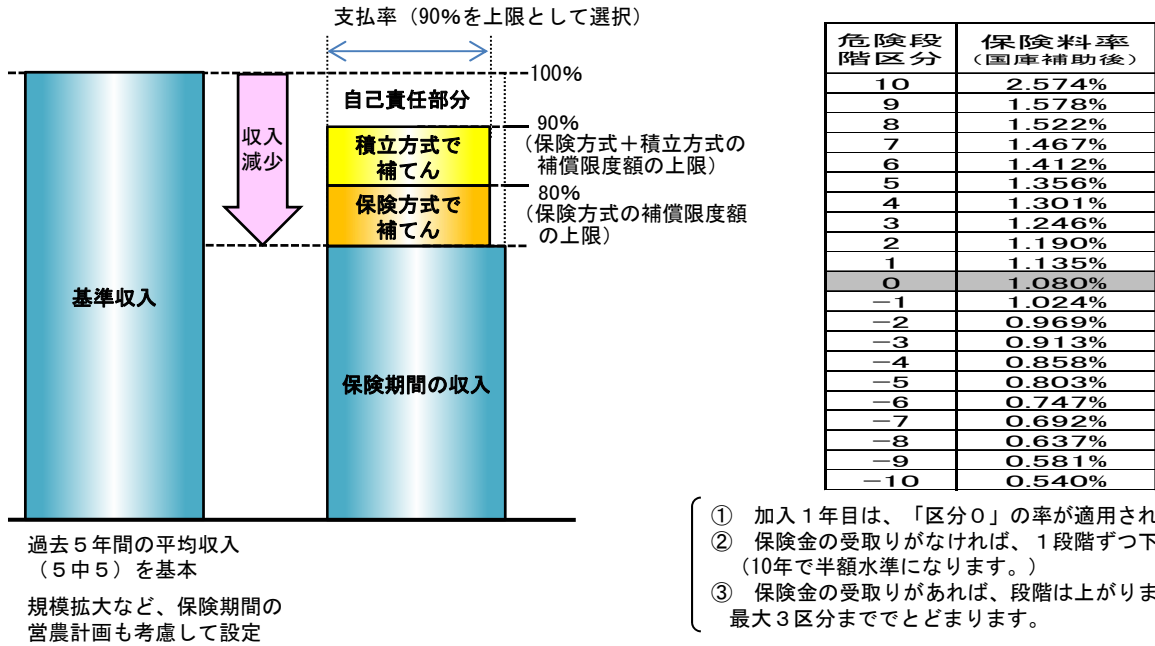 支払率（90%を上限として選択）
100%
自己責任部分
収入
減少
90%
（保険方式＋積立方式の
補償限度額の上限）
積立方式で
補てん
80%
（保険方式の補償限度額
の上限）
保険方式で
補てん
基準収入
保険期間の収入
過去５年間の平均収入
（５中５）を基本
規模拡大など、保険期間の
営農計画も考慮して設定
危険段
階区分
保険料率
（国庫補助後）
10 2.574%
9 1.578%
8 1.522%
7 1.467%
6 1.412%
5 1.356%
4 1.301%
3 1.246%
2 1.190%
1 1.135%
0 1.080%
－1 1.024%
－2 0.969%
－3 0.913%
－4 0.858%
－5 0.803%
－6 0.747%
－7 0.692%
－8 0.637%
－9 0.581%
－10 0.540%
① 加入１年目は、「区分０」の率が適用され
② 保険金の受取りがなければ、１段階ずつ下
（10年で半額水準になります。）
③ 保険金の受取りがあれば、段階は上がりま
最大３区分まででとどまります。